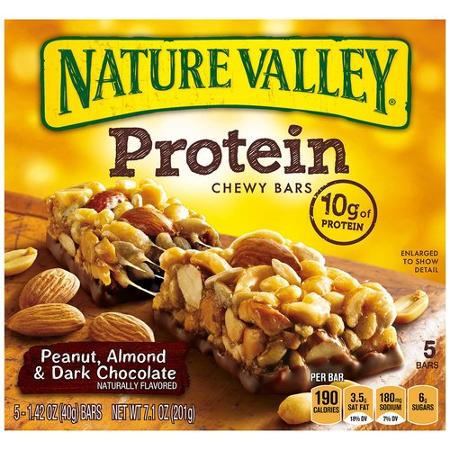 NATURE VALLEY®
Protein
CHEWY BARS
10g of
PROTEIN
ENLARGED
TO SHOW
DETAIL
Peanut, Almond
& Dark Chocolate
NATURALLY FLAVORED
5
BARS
PER BAR
190
CALORIES
3.5g
SAT FAT
18% DV
180mg
SODIUM
7% DV
6g
SUGARS
5-1.42 OZ (40g) BARS NET WT 7.1 OZ (201g)